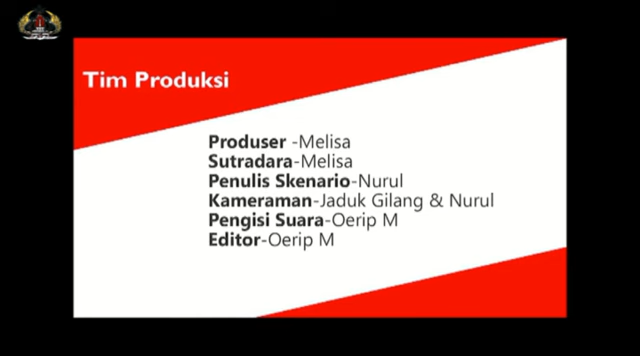 Tim Produksi
Produser -Melisa
Sutradara-Melisa
Penulis Skenario-Nurul
Kameraman-Jaduk Gilang & Nurul
Pengisi Suara-Oerip M
Editor-Oerip M